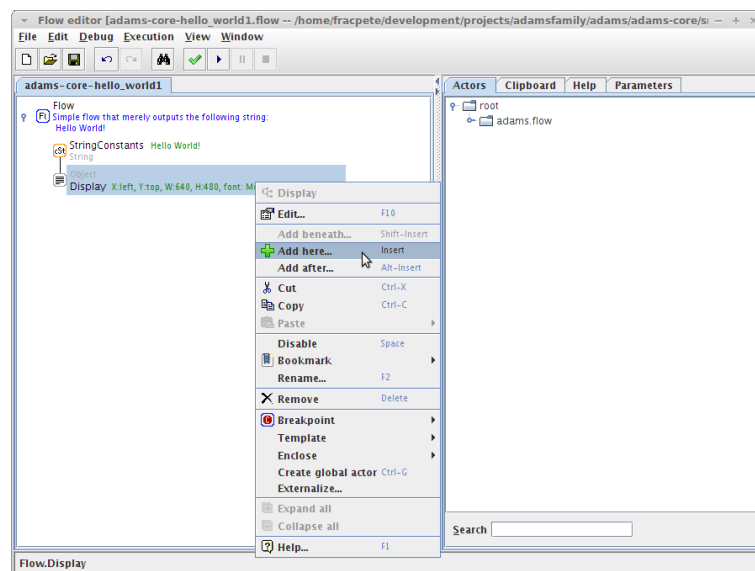 Flow editor [adams-core-hello_world1.flow -- /home/fracpete/development/projects/adamsfamily/adams/adams-core/s
File Edit Debug Execution View Window
adams-core-hello_world1
Actors Clipboard Help Parameters
Flow
Simple flow that merely outputs the following string:
Hello World!
StringConstants Hello World!
String
Object
Display X:left, Y:top, W:640, H:480, font: M
root
adams.flow
Display
Edit... F10
Add beneath... Shift-Insert
Add here... Insert
Add after... Alt-Insert
Cut Ctrl-X
Copy Ctrl-C
Paste
Disable Space
Bookmark
Rename... F2
Remove Delete
Breakpoint
Template
Enclose
Create global actor Ctrl-G
Externalize...
Expand all
Collapse all
Help... F1
Search
Flow.Display